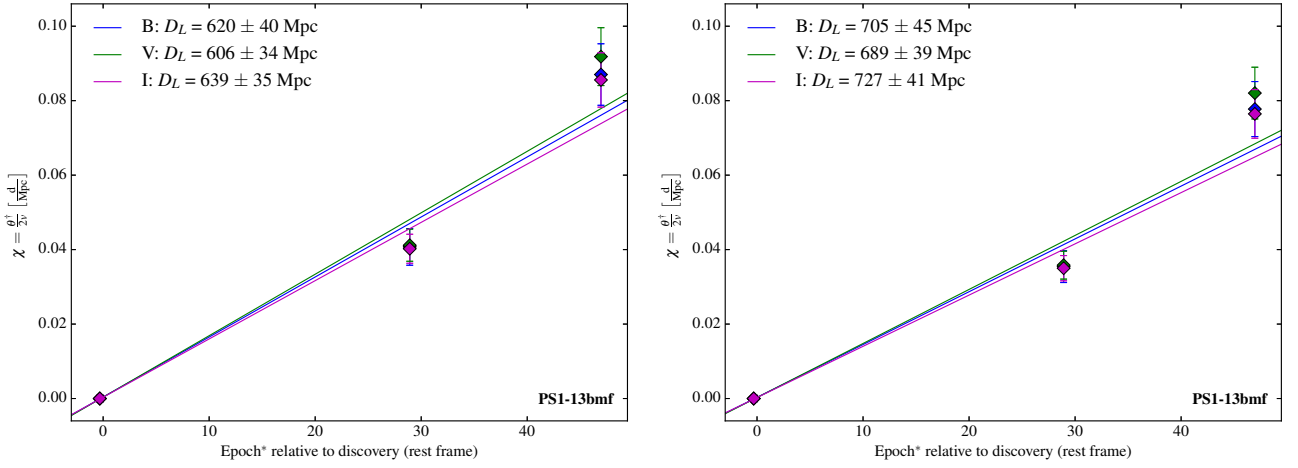 B: D_L = 620 ± 40 Mpc
V: D_L = 606 ± 34 Mpc
I: D_L = 639 ± 35 Mpc
0.10
0.08
0.06
0.04
0.02
0.00
χ = θ†/2v [d/Mpc]
PS1-13bmf
0 10 20 30 40
Epoch* relative to discovery (rest frame)
B: D_L = 705 ± 45 Mpc
V: D_L = 689 ± 39 Mpc
I: D_L = 727 ± 41 Mpc
0.10
0.08
0.06
0.04
0.02
0.00
χ = θ†/2v [d/Mpc]
PS1-13bmf
0 10 20 30 40
Epoch* relative to discovery (rest frame)